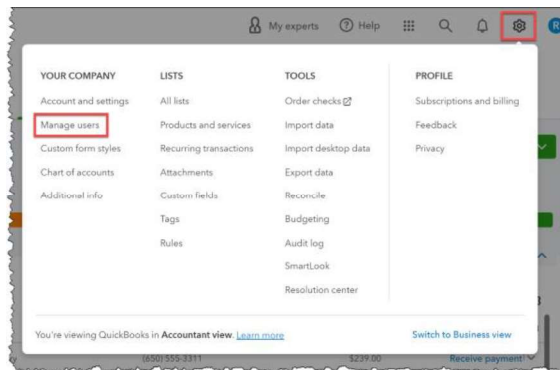 My experts
Help
R
YOUR COMPANY
Account and settings
Manage users
Custom form styles
Chart of accounts
Additional info
LISTS
All lists
Products and services
Recurring transactions
Attachments
Custom fields
Tags
Rules
TOOLS
Order checks
Import data
Import desktop data
Export data
Reconcile
Budgeting
Audit log
SmartLook
Resolution center
PROFILE
Subscriptions and billing
Feedback
Privacy
You're viewing QuickBooks in Accountant view. Learn more
Switch to Business view
(650) 555-3311
$239.00
Receive payment